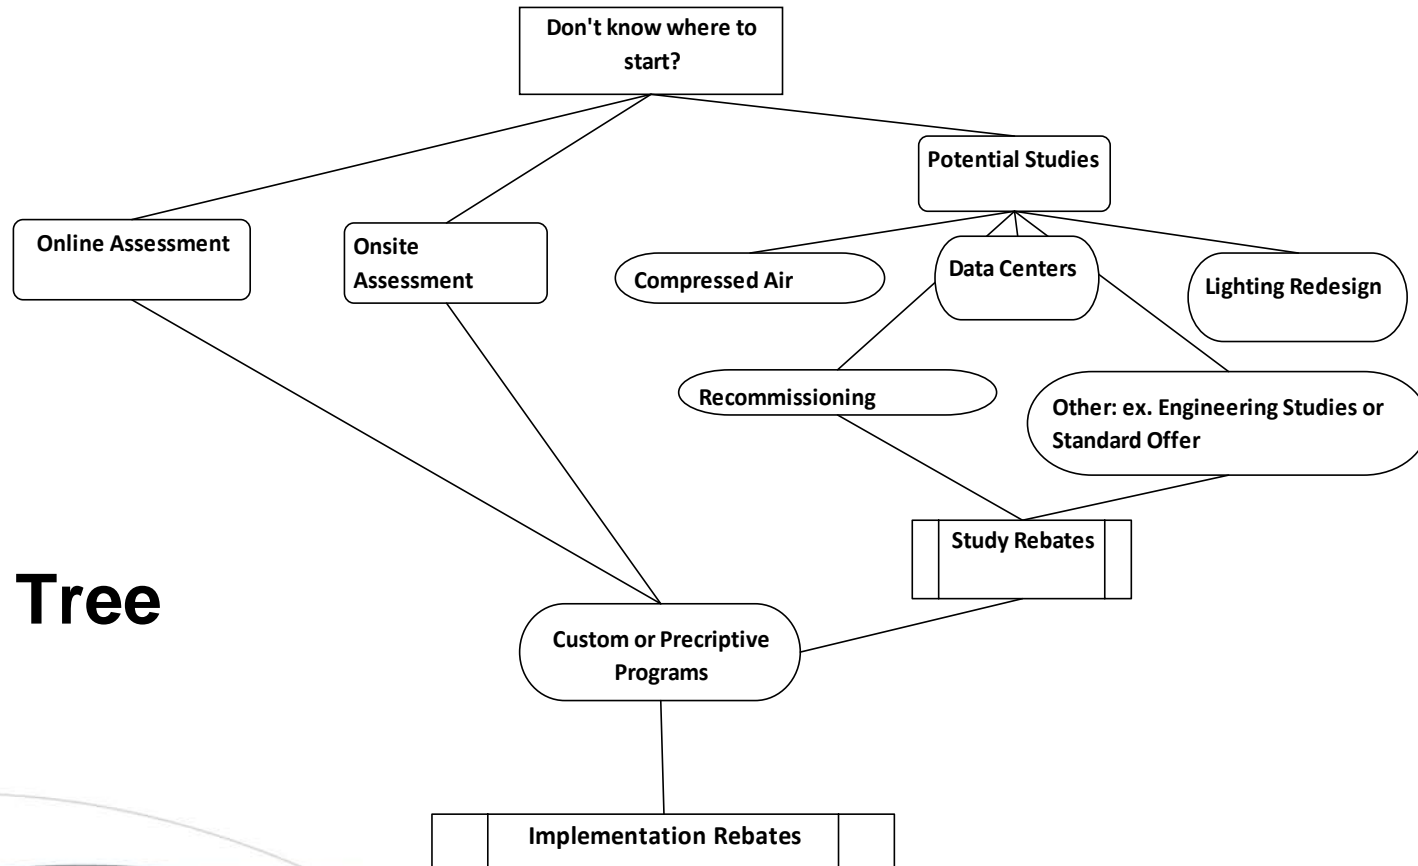 Don't know where to
start?
Potential Studies
Online Assessment
Onsite
Assessment
Compressed Air
Data Centers
Lighting Redesign
Recommissioning
Other: ex. Engineering Studies or
Standard Offer
Study Rebates
Tree
Custom or Precriptive
Programs
Implementation Rebates